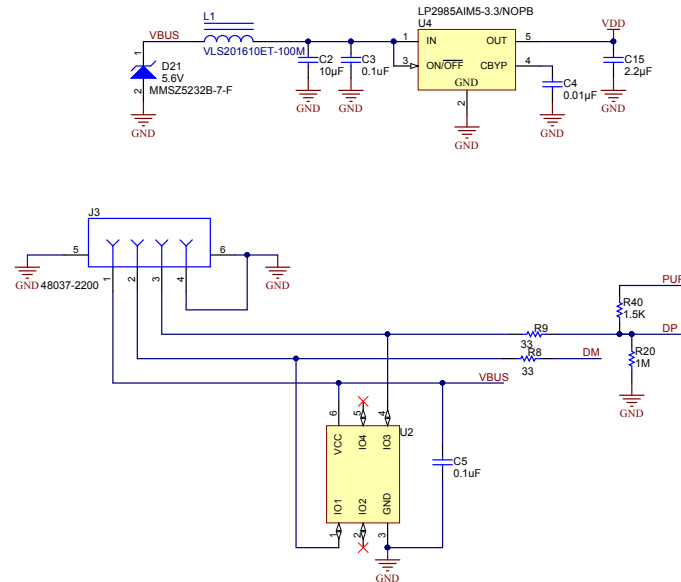 LP2985AIM5-3.3/NOPB
U4
L1
VBUS
VLS201610ET-100M
VDD
1
IN
OUT
5
3
ON/OFF
CBYP
4
GND
2
1
D21
5.6V
MMSZ5232B-7-F
2
C2
10µF
C3
0.1uF
C4
0.01µF
C15
2.2µF
GND
GND
GND
GND
GND
GND
J3
5
6
GND
48037-2200
GND
1
2
3
4
PUP
R40
1.5K
R9
33
DP
R8
33
DM
R20
1M
GND
VBUS
6
5
4
U2
VCC
IO4
IO3
IO1
IO2
GND
1
2
3
C5
0.1uF
GND